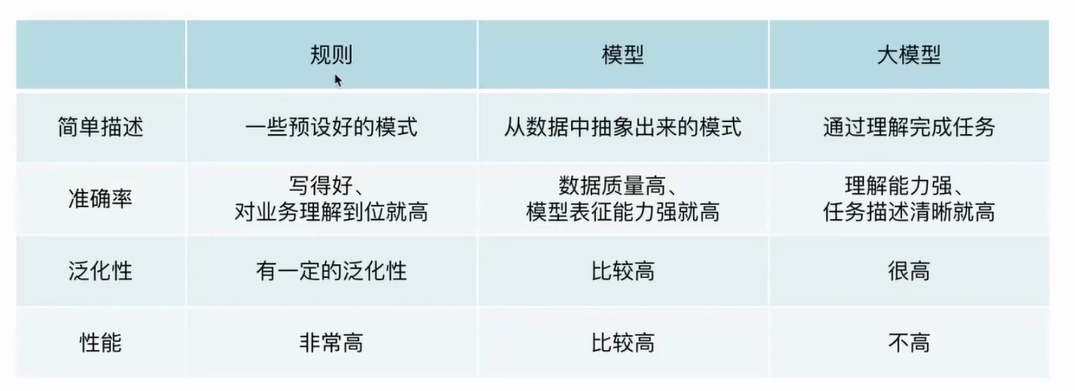 规则 模型 大模型
简单描述 一些预设好的模式 从数据中抽象出来的模式 通过理解完成任务
准确率 写得好、 数据质量高、 理解能力强、
对业务理解到位就高 模型表征能力强就高 任务描述清晰就高
泛化性 有一定的泛化性 比较高 很高
性能 非常高 比较高 不高